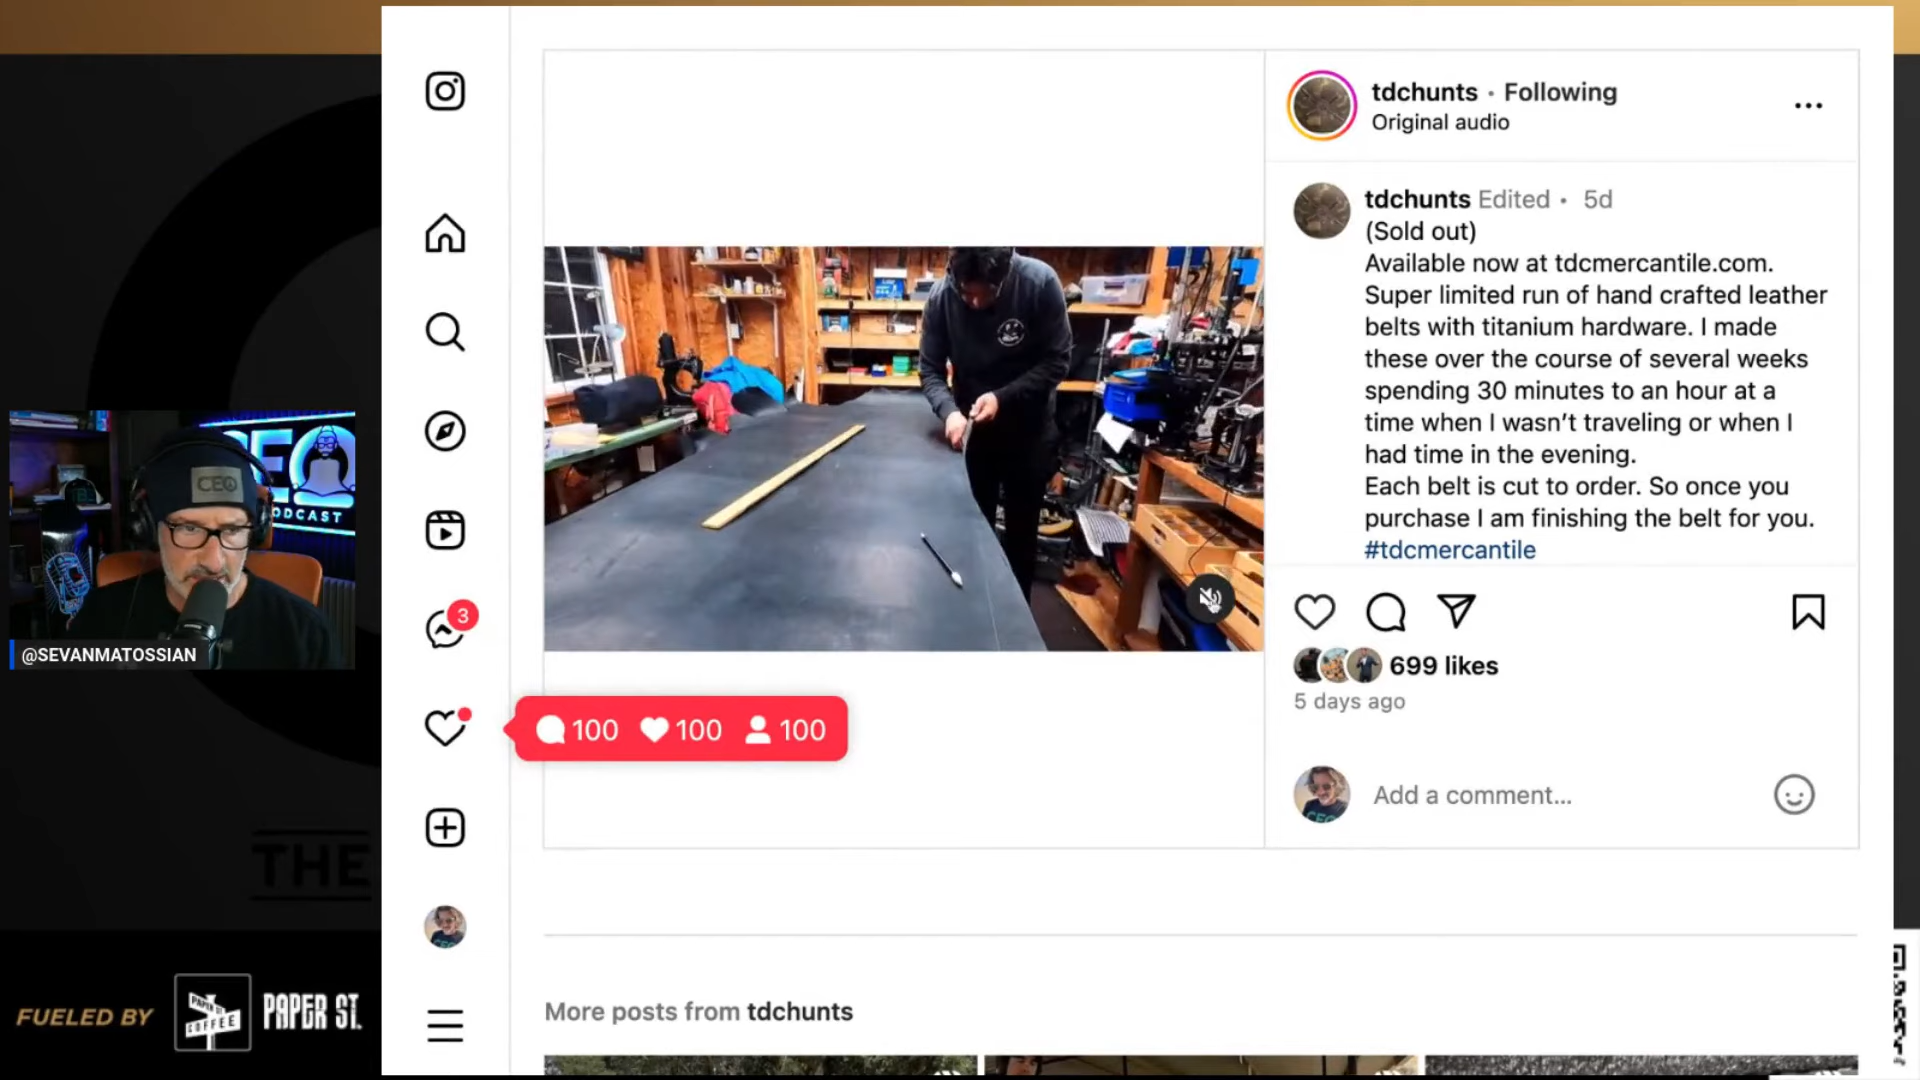 tdchunts • Following
Original audio
tdchunts Edited • 5d
(Sold out)
Available now at tdcmercantile.com.
Super limited run of hand crafted leather
belts with titanium hardware. I made
these over the course of several weeks
spending 30 minutes to an hour at a
time when I wasn't traveling or when I
had time in the evening.
Each belt is cut to order. So once you
purchase I am finishing the belt for you.
#tdcmercantile
CEO
CEO
PODCAST
@SEVANMATOSSIAN
3
100 100 100
699 likes
5 days ago
Add a comment...
THE
More posts from tdchunts
FUELED BY
PAPER ST.
COFFEE
PAPER ST.